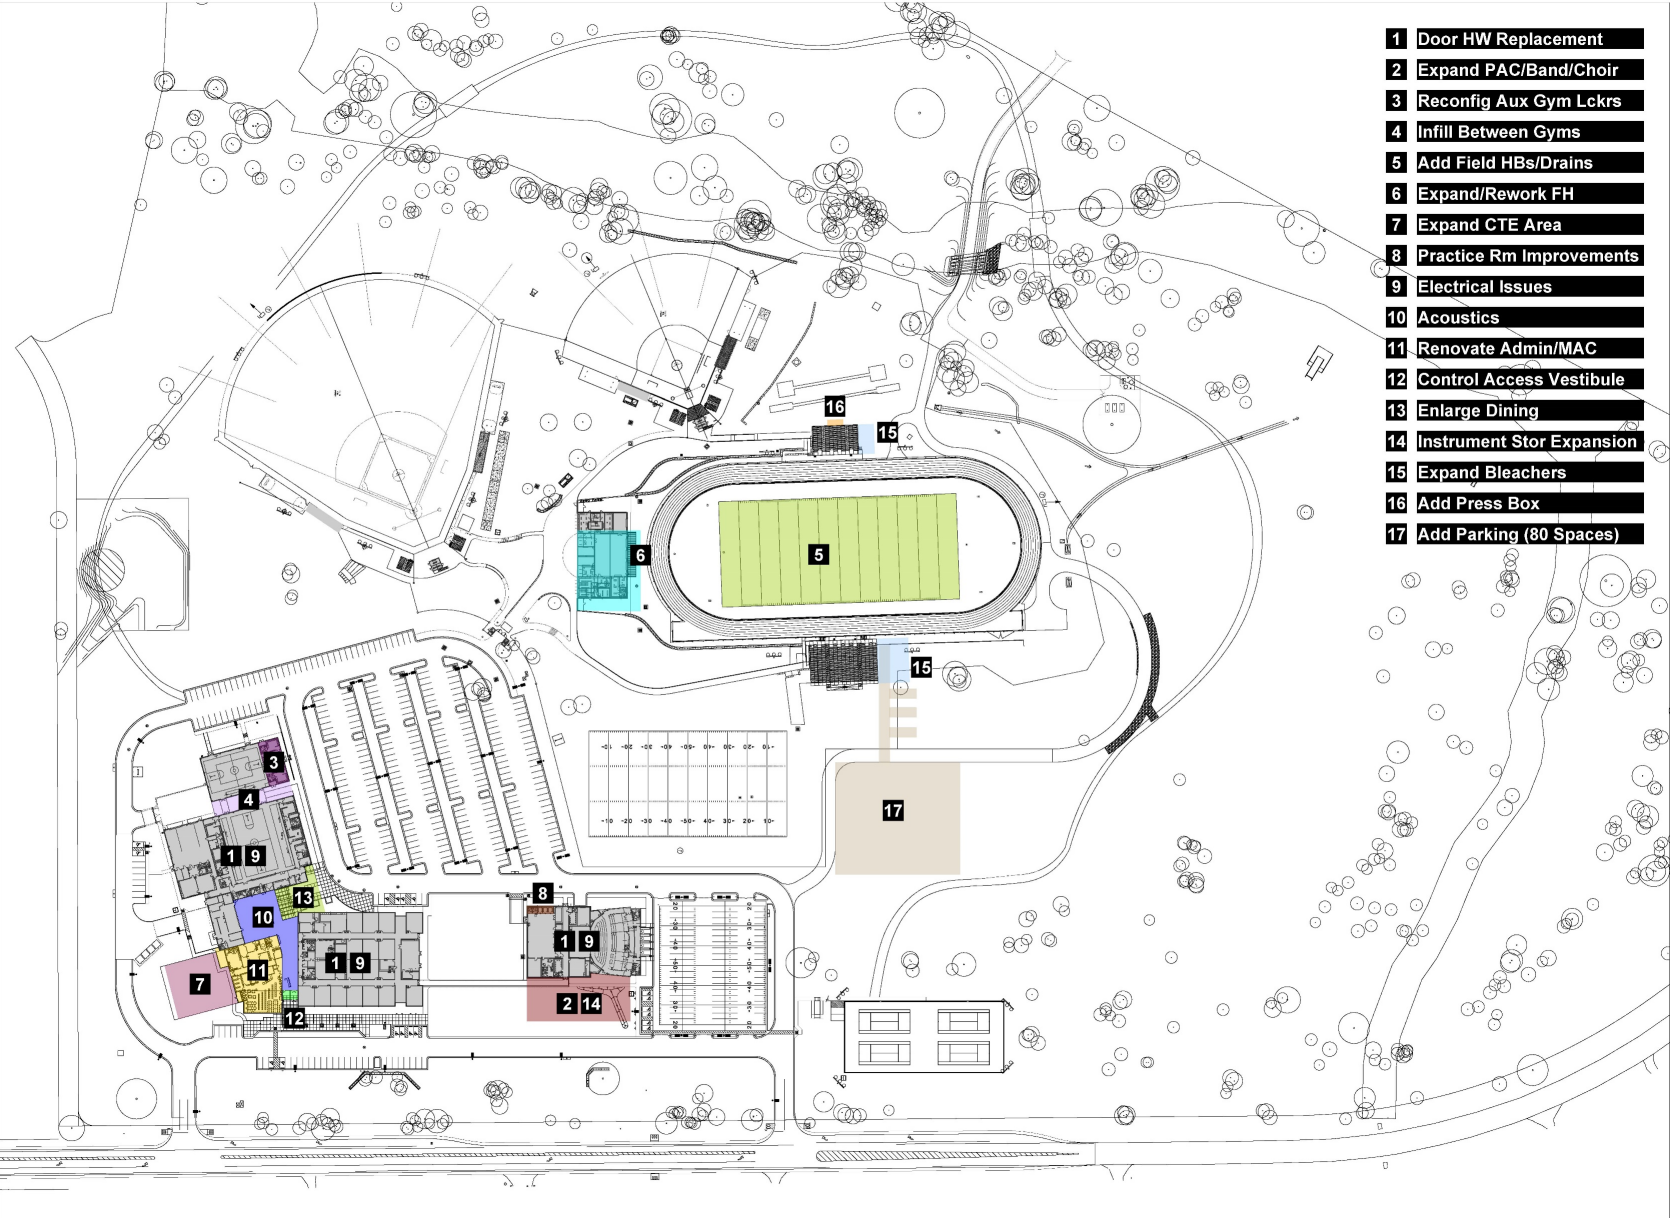 1 Door HW Replacement
2 Expand PAC/Band/Choir
3 Reconfig Aux Gym Lckrs
4 Infill Between Gyms
5 Add Field HBs/Drains
6 Expand/Rework FH
7 Expand CTE Area
8 Practice Rm Improvements
9 Electrical Issues
10 Acoustics
11 Renovate Admin/MAC
12 Control Access Vestibule
13 Enlarge Dining
14 Instrument Stor Expansion
15 Expand Bleachers
16 Add Press Box
17 Add Parking (80 Spaces)
16
15
6
5
15
3
4
17
1 9
13
8
10
1 9
1 9
11
7
2 14
12